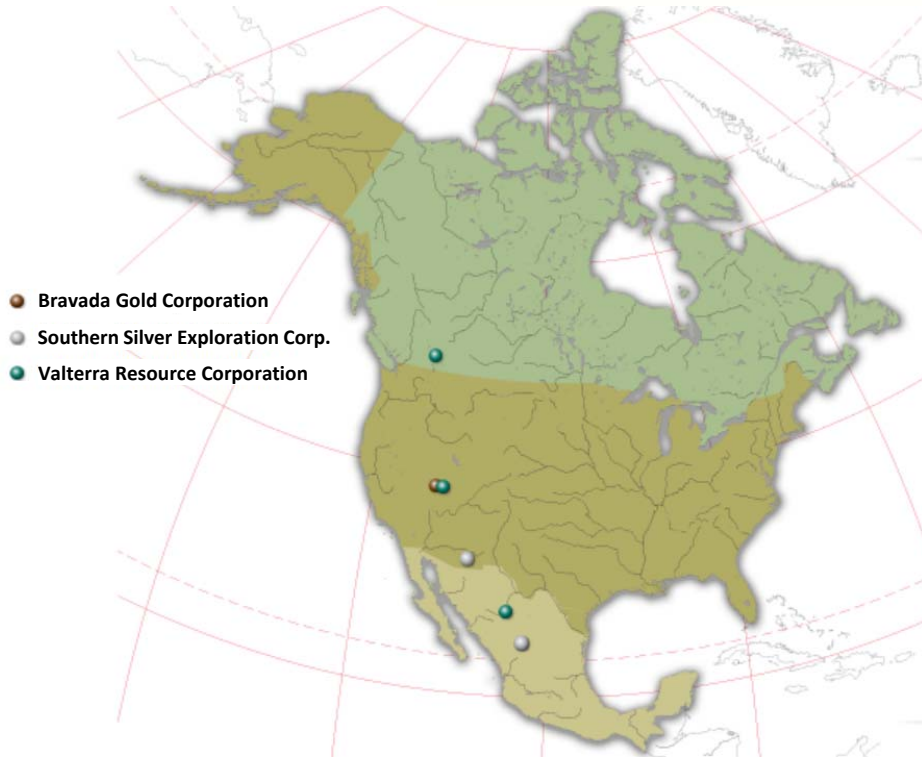 Bravada Gold Corporation
Southern Silver Exploration Corp.
Valterra Resource Corporation